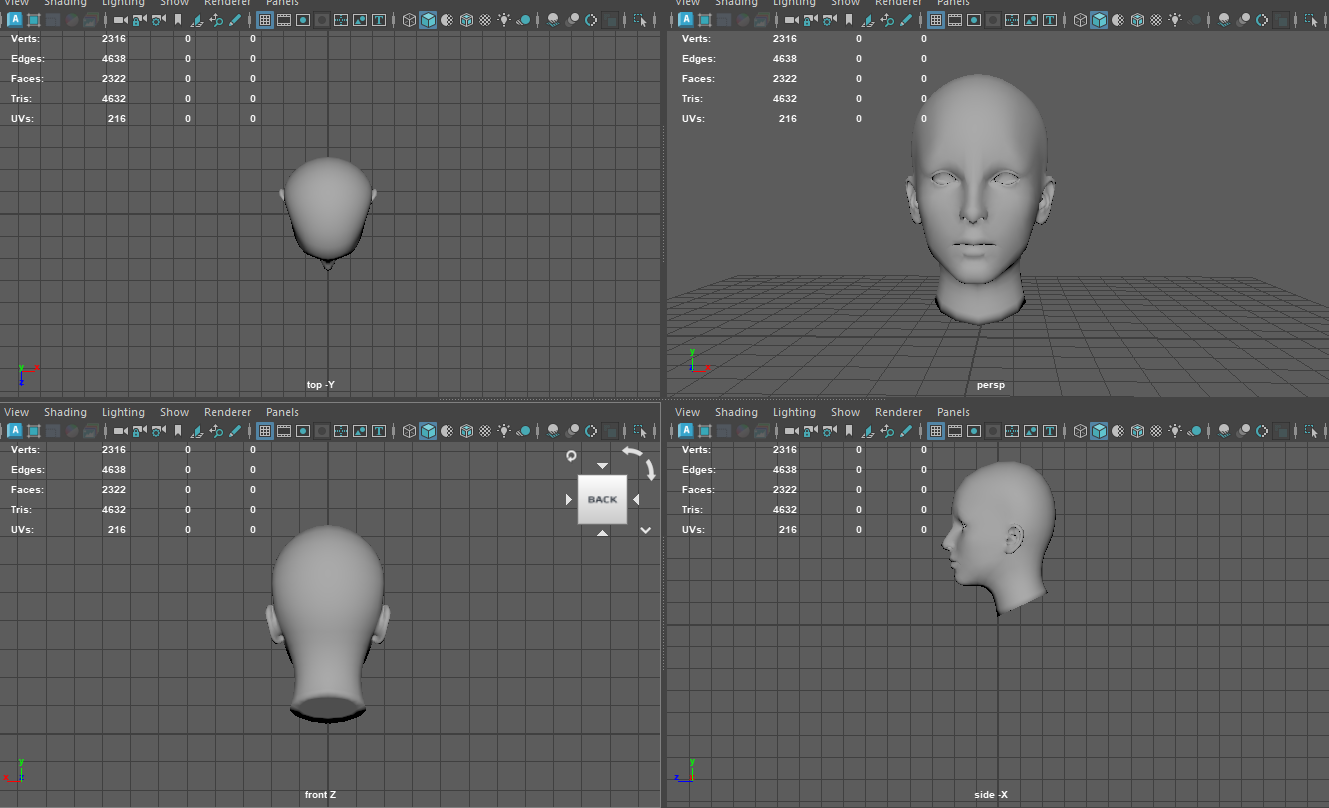 View Shading Lighting Show Renderer Panels
View Shading Lighting Show Renderer Panels
A
T
A
T
Verts: 2316 0 0
Edges: 4638 0 0
Faces: 2322 0 0
Tris: 4632 0 0
UVs: 216 0 0
Verts: 2316 0 0
Edges: 4638 0 0
Faces: 2322 0 0
Tris: 4632 0 0
UVs: 216 0 0
y x
z
top -Y
y
x
persp
View Shading Lighting Show Renderer Panels
View Shading Lighting Show Renderer Panels
A
T
A
T
Verts: 2316 0 0
Edges: 4638 0 0
Faces: 2322 0 0
Tris: 4632 0 0
UVs: 216 0 0
BACK
Verts: 2316 0 0
Edges: 4638 0 0
Faces: 2322 0 0
Tris: 4632 0 0
UVs: 216 0 0
y
x z
front Z
y
z
side -X